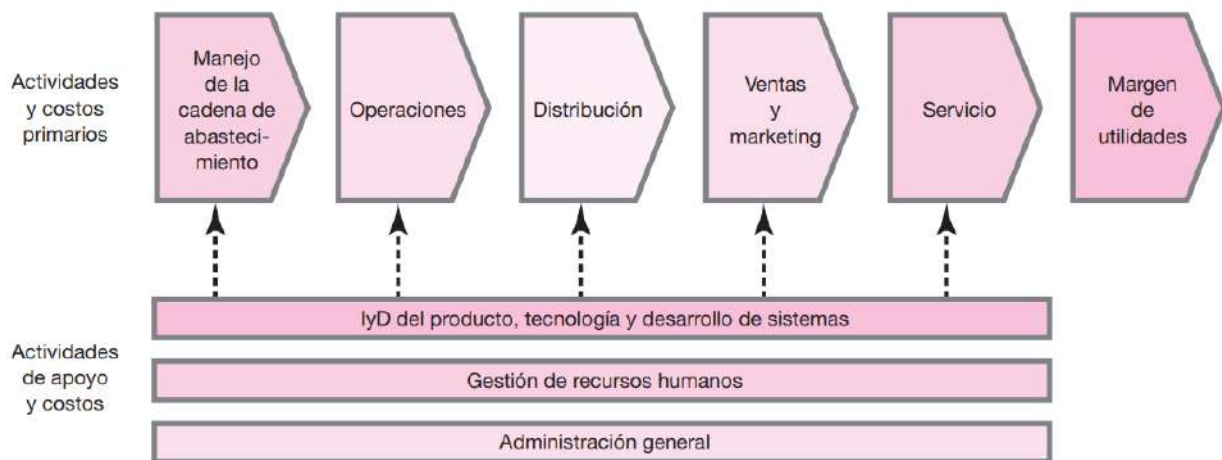 Actividades
y costos
primarios
Manejo
de la
cadena de
abasteci-
miento
Operaciones
Distribución
Ventas
y
marketing
Servicio
Margen
de
utilidades
Actividades
de apoyo
y costos
IyD del producto, tecnología y desarrollo de sistemas
Gestión de recursos humanos
Administración general